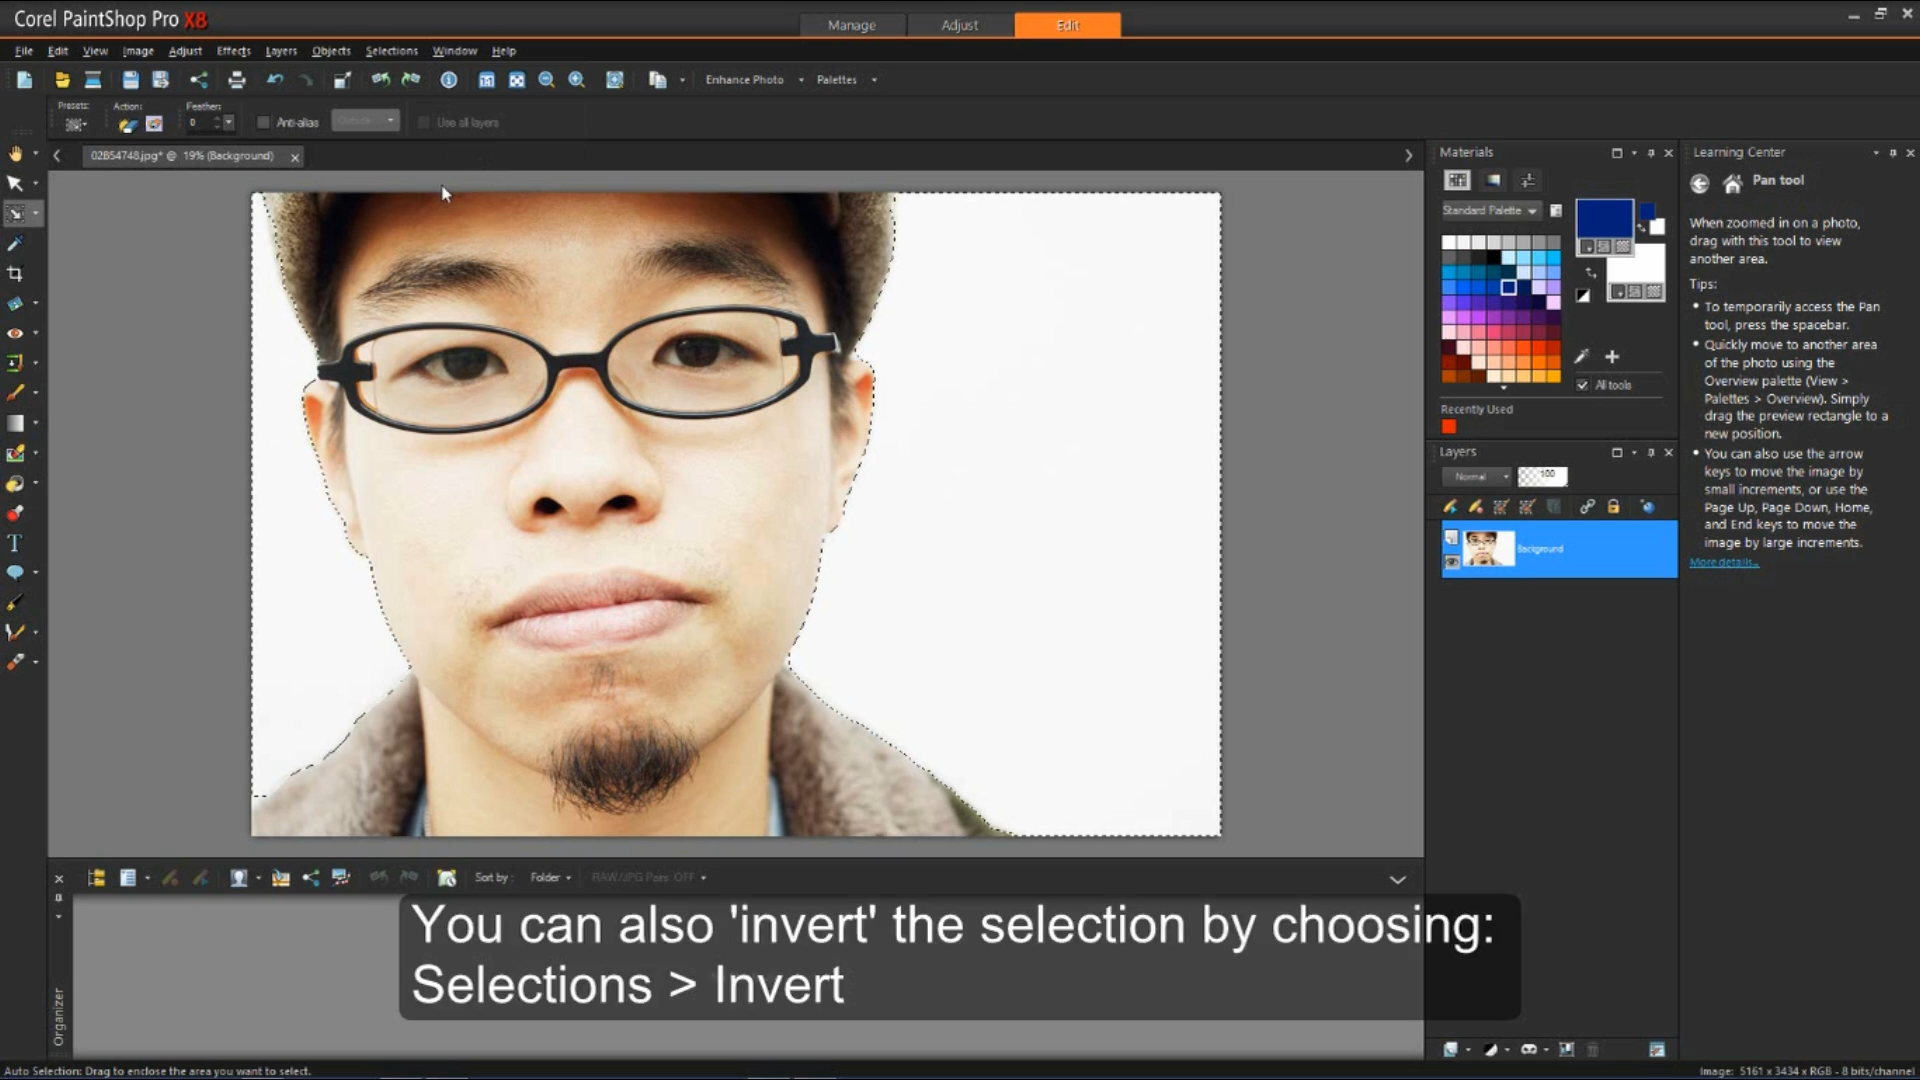 Corel PaintShop Pro X8
Manage
Adjust
Edit
File
Edit
View
Image
Adjust
Effects
Layers
Objects
Selections
Window
Help
Enhance Photo
Palettes
Presets:
Action:
Feather:
0
Anti-alias
Outside
Use all layers
02B54748.jpg* @ 19% (Background)
Materials
Standard Palette
All tools
Recently Used
Layers
Normal
100
Background
Learning Center
Pan tool
When zoomed in on a photo,
drag with this tool to view
another area.
Tips:
• To temporarily access the Pan
tool, press the spacebar.
• Quickly move to another area
of the photo using the
Overview palette (View >
Palettes > Overview). Simply
drag the preview rectangle to a
new position.
• You can also use the arrow
keys to move the image by
small increments, or use the
Page Up, Page Down, Home,
and End keys to move the
image by large increments.
More details...
Sort by:
Folder
RAW/JPG Pairs: OFF
Organizer
You can also 'invert' the selection by choosing:
Selections > Invert
Auto Selection: Drag to enclose the area you want to select.
Image: 5161 x 3434 x RGB - 8 bits/channel